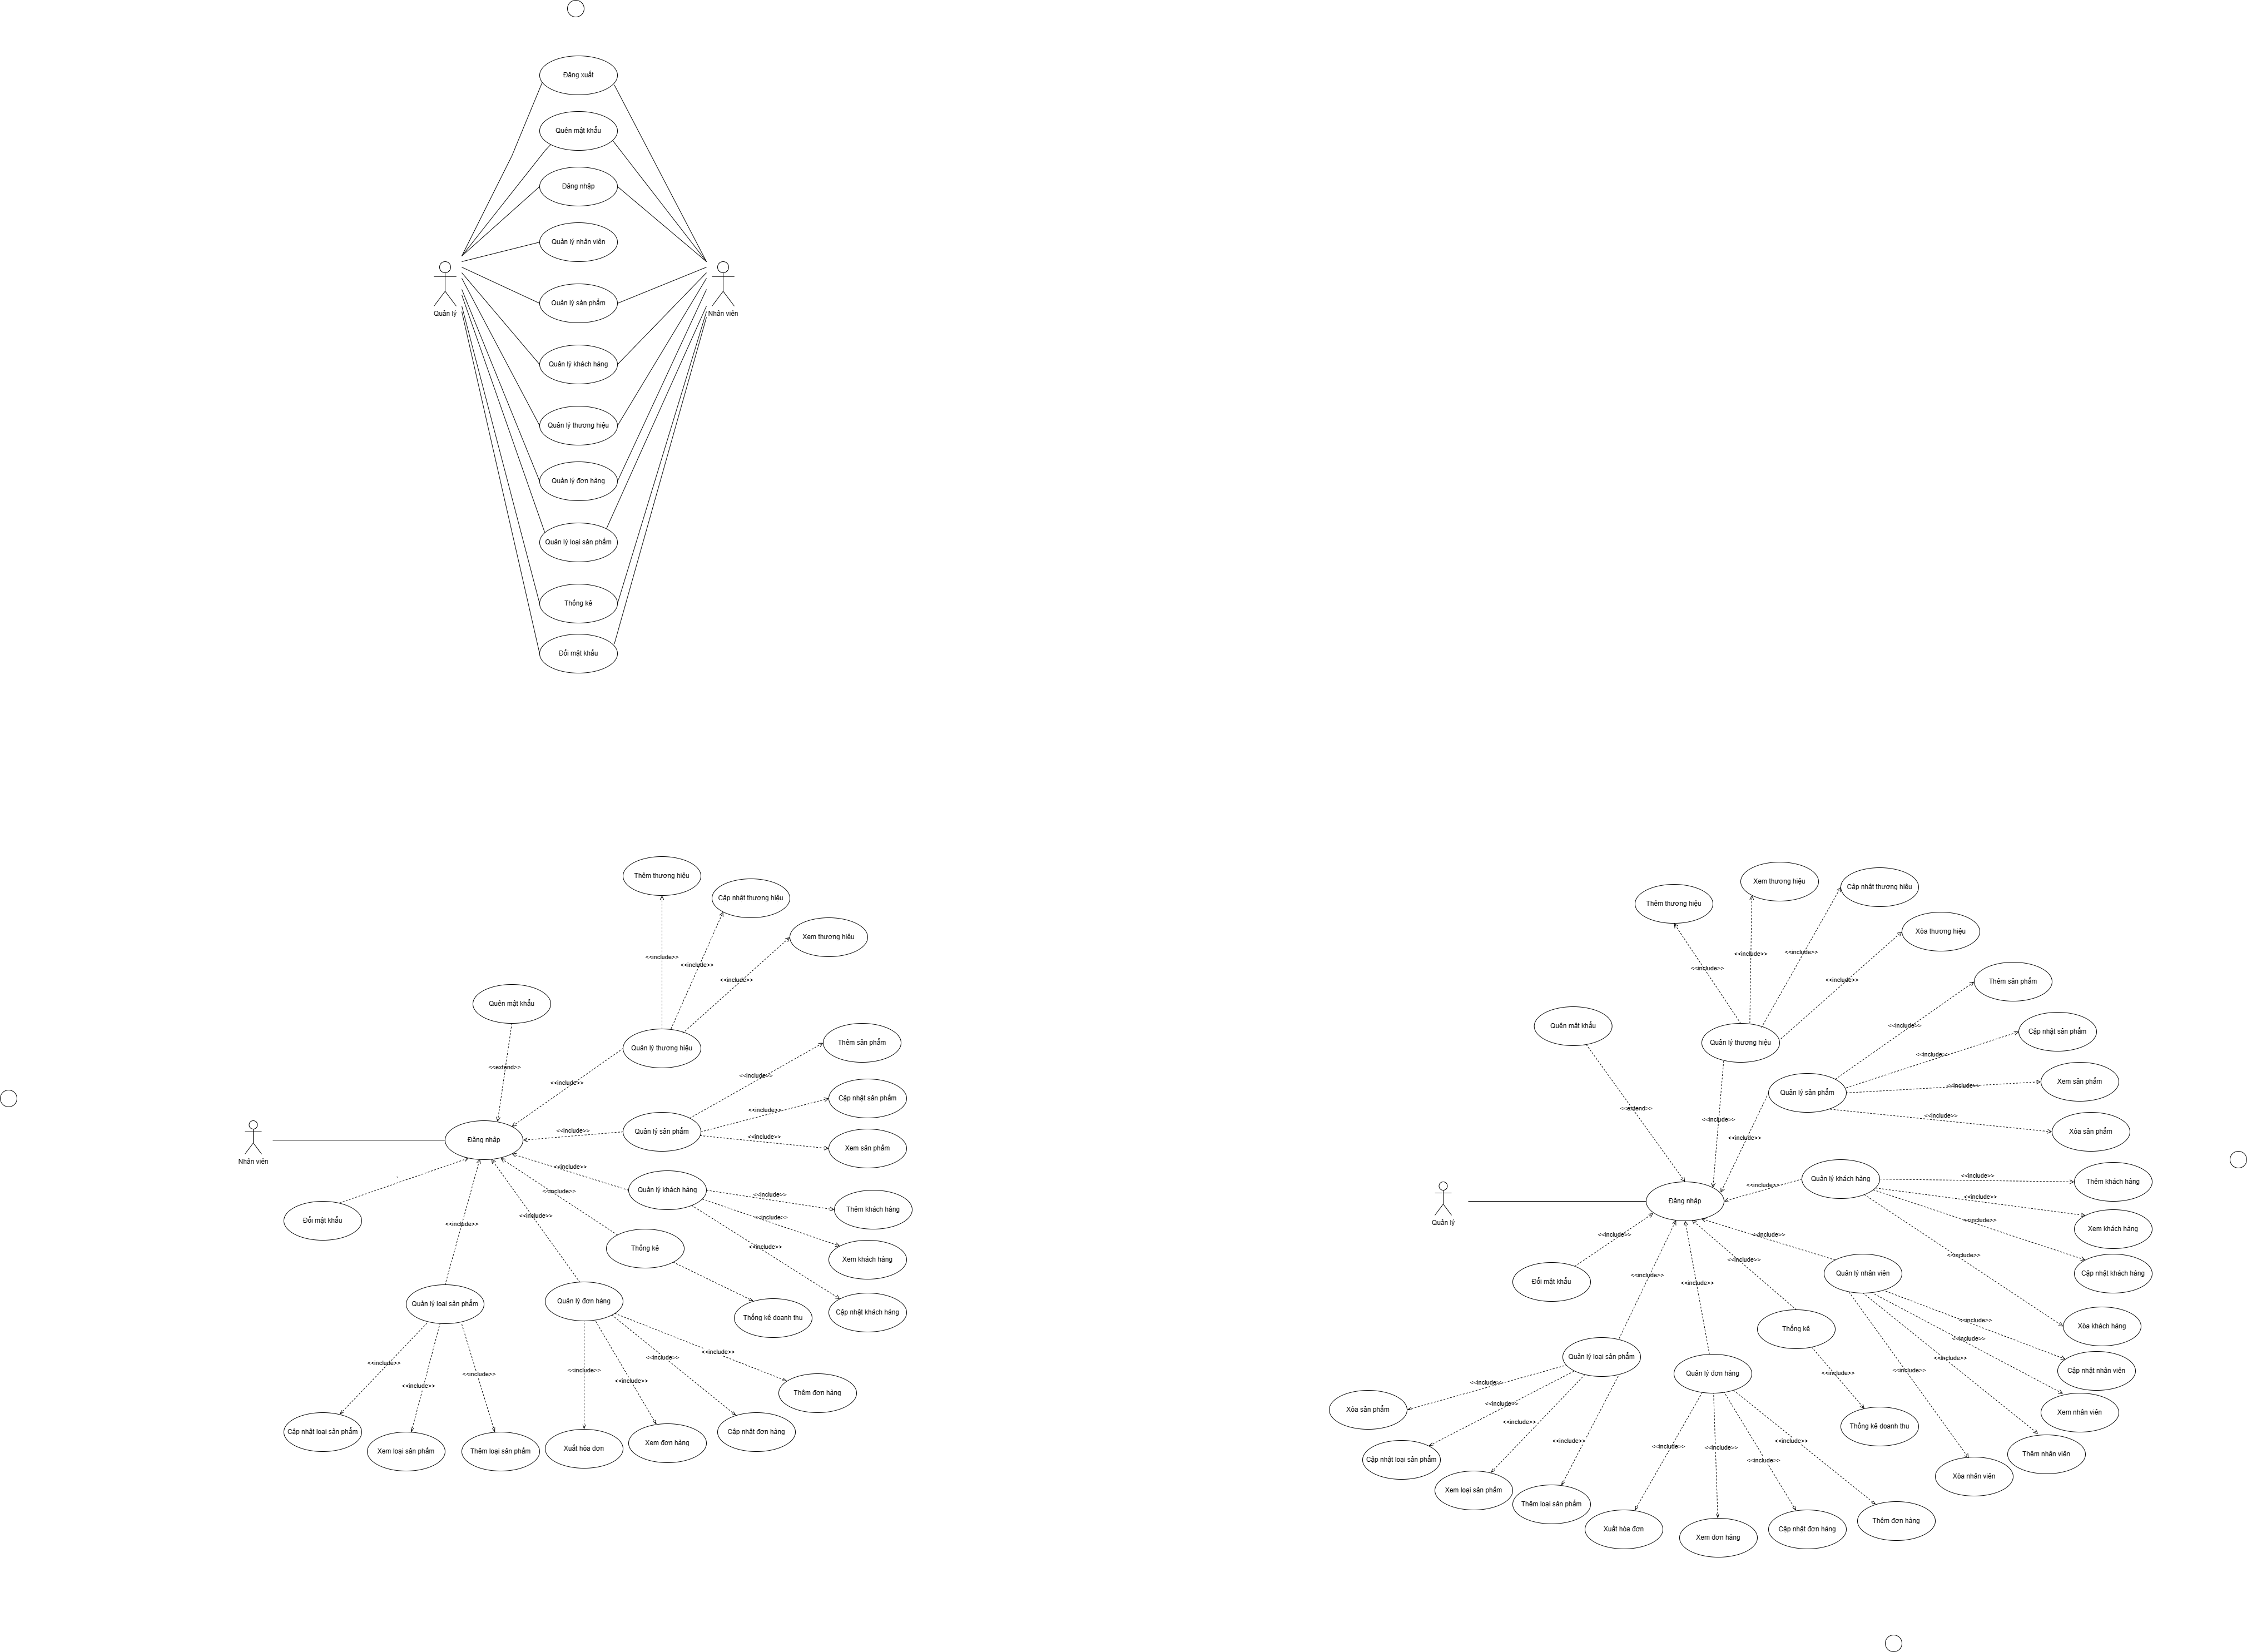 Đăng xuất
Quên mật khẩu
Đăng nhập
Quản lý nhân viên
Quản lý sản phẩm
Quản lý
Nhân viên
Quản lý khách hàng
Quản lý thương hiệu
Quản lý đơn hàng
Quản lý loại sản phẩm
Thống kê
Đổi mật khẩu
Thêm thương hiệu
Cập nhật thương hiệu
Xem thương hiệu
<<include>>
<<include>>
<<include>>
Quên mật khẩu
Quản lý thương hiệu
Thêm sản phẩm
<<extend>>
<<include>>
<<include>>
Cập nhật sản phẩm
<<include>>
Quản lý sản phẩm
<<include>>
<<include>>
Đăng nhập
Xem sản phẩm
Nhân viên
<<include>>
Quản lý khách hàng
<<include>>
<<include>>
Thêm khách hàng
<<include>>
Đổi mật khẩu
<<include>>
<<include>>
Thống kê
<<include>>
Xem khách hàng
Quản lý loại sản phẩm
Quản lý đơn hàng
Thống kê doanh thu
Cập nhật khách hàng
<<include>>
<<include>>
<<include>>
<<include>>
<<include>>
<<include>>
<<include>>
Thêm đơn hàng
Cập nhật loại sản phẩm
Xem loại sản phẩm
Thêm loại sản phẩm
Xuất hóa đơn
Xem đơn hàng
Cập nhật đơn hàng
Thêm thương hiệu
Xem thương hiệu
Cập nhật thương hiệu
Xóa thương hiệu
<<include>>
<<include>>
<<include>>
<<include>>
Thêm sản phẩm
Quên mật khẩu
Quản lý thương hiệu
<<include>>
Cập nhật sản phẩm
<<include>>
Quản lý sản phẩm
<<include>>
Xem sản phẩm
<<extend>>
<<include>>
<<include>>
Xóa sản phẩm
<<include>>
Quản lý khách hàng
<<include>>
Thêm khách hàng
<<include>>
Đăng nhập
<<include>>
Xem khách hàng
Quản lý
<<include>>
<<include>>
<<include>>
<<include>>
<<include>>
Cập nhật khách hàng
Đổi mật khẩu
<<include>>
<<include>>
Quản lý nhân viên
Thống kê
<<include>>
Xóa khách hàng
Quản lý loại sản phẩm
Quản lý đơn hàng
<<include>>
<<include>>
<<include>>
<<include>>
Cập nhật nhân viên
<<include>>
<<include>>
<<include>>
<<include>>
Xóa sản phẩm
Thống kê doanh thu
Xem nhân viên
<<include>>
<<include>>
<<include>>
<<include>>
<<include>>
Cập nhật loại sản phẩm
Thêm nhân viên
Xóa nhân viên
Xem loại sản phẩm
Thêm loại sản phẩm
Xuất hóa đơn
Xem đơn hàng
Cập nhật đơn hàng
Thêm đơn hàng